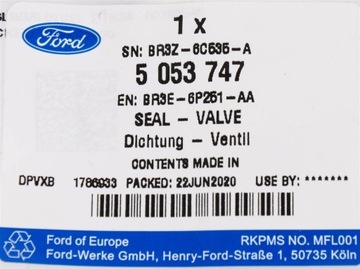 1 x
Ford
SN: BR3Z-6C535-A
5 053 747
EN: BR3E-6P251-AA
SEAL - VALVE
Dichtung - Ventil
CONTENTS MADE IN
DPVXB 1786933 PACKED: 22JUN2020 USE BY: *******
Ford of Europe RKPMS NO. MFL001
Ford-Werke GmbH, Henry-Ford-Straße 1, 50735 Köln